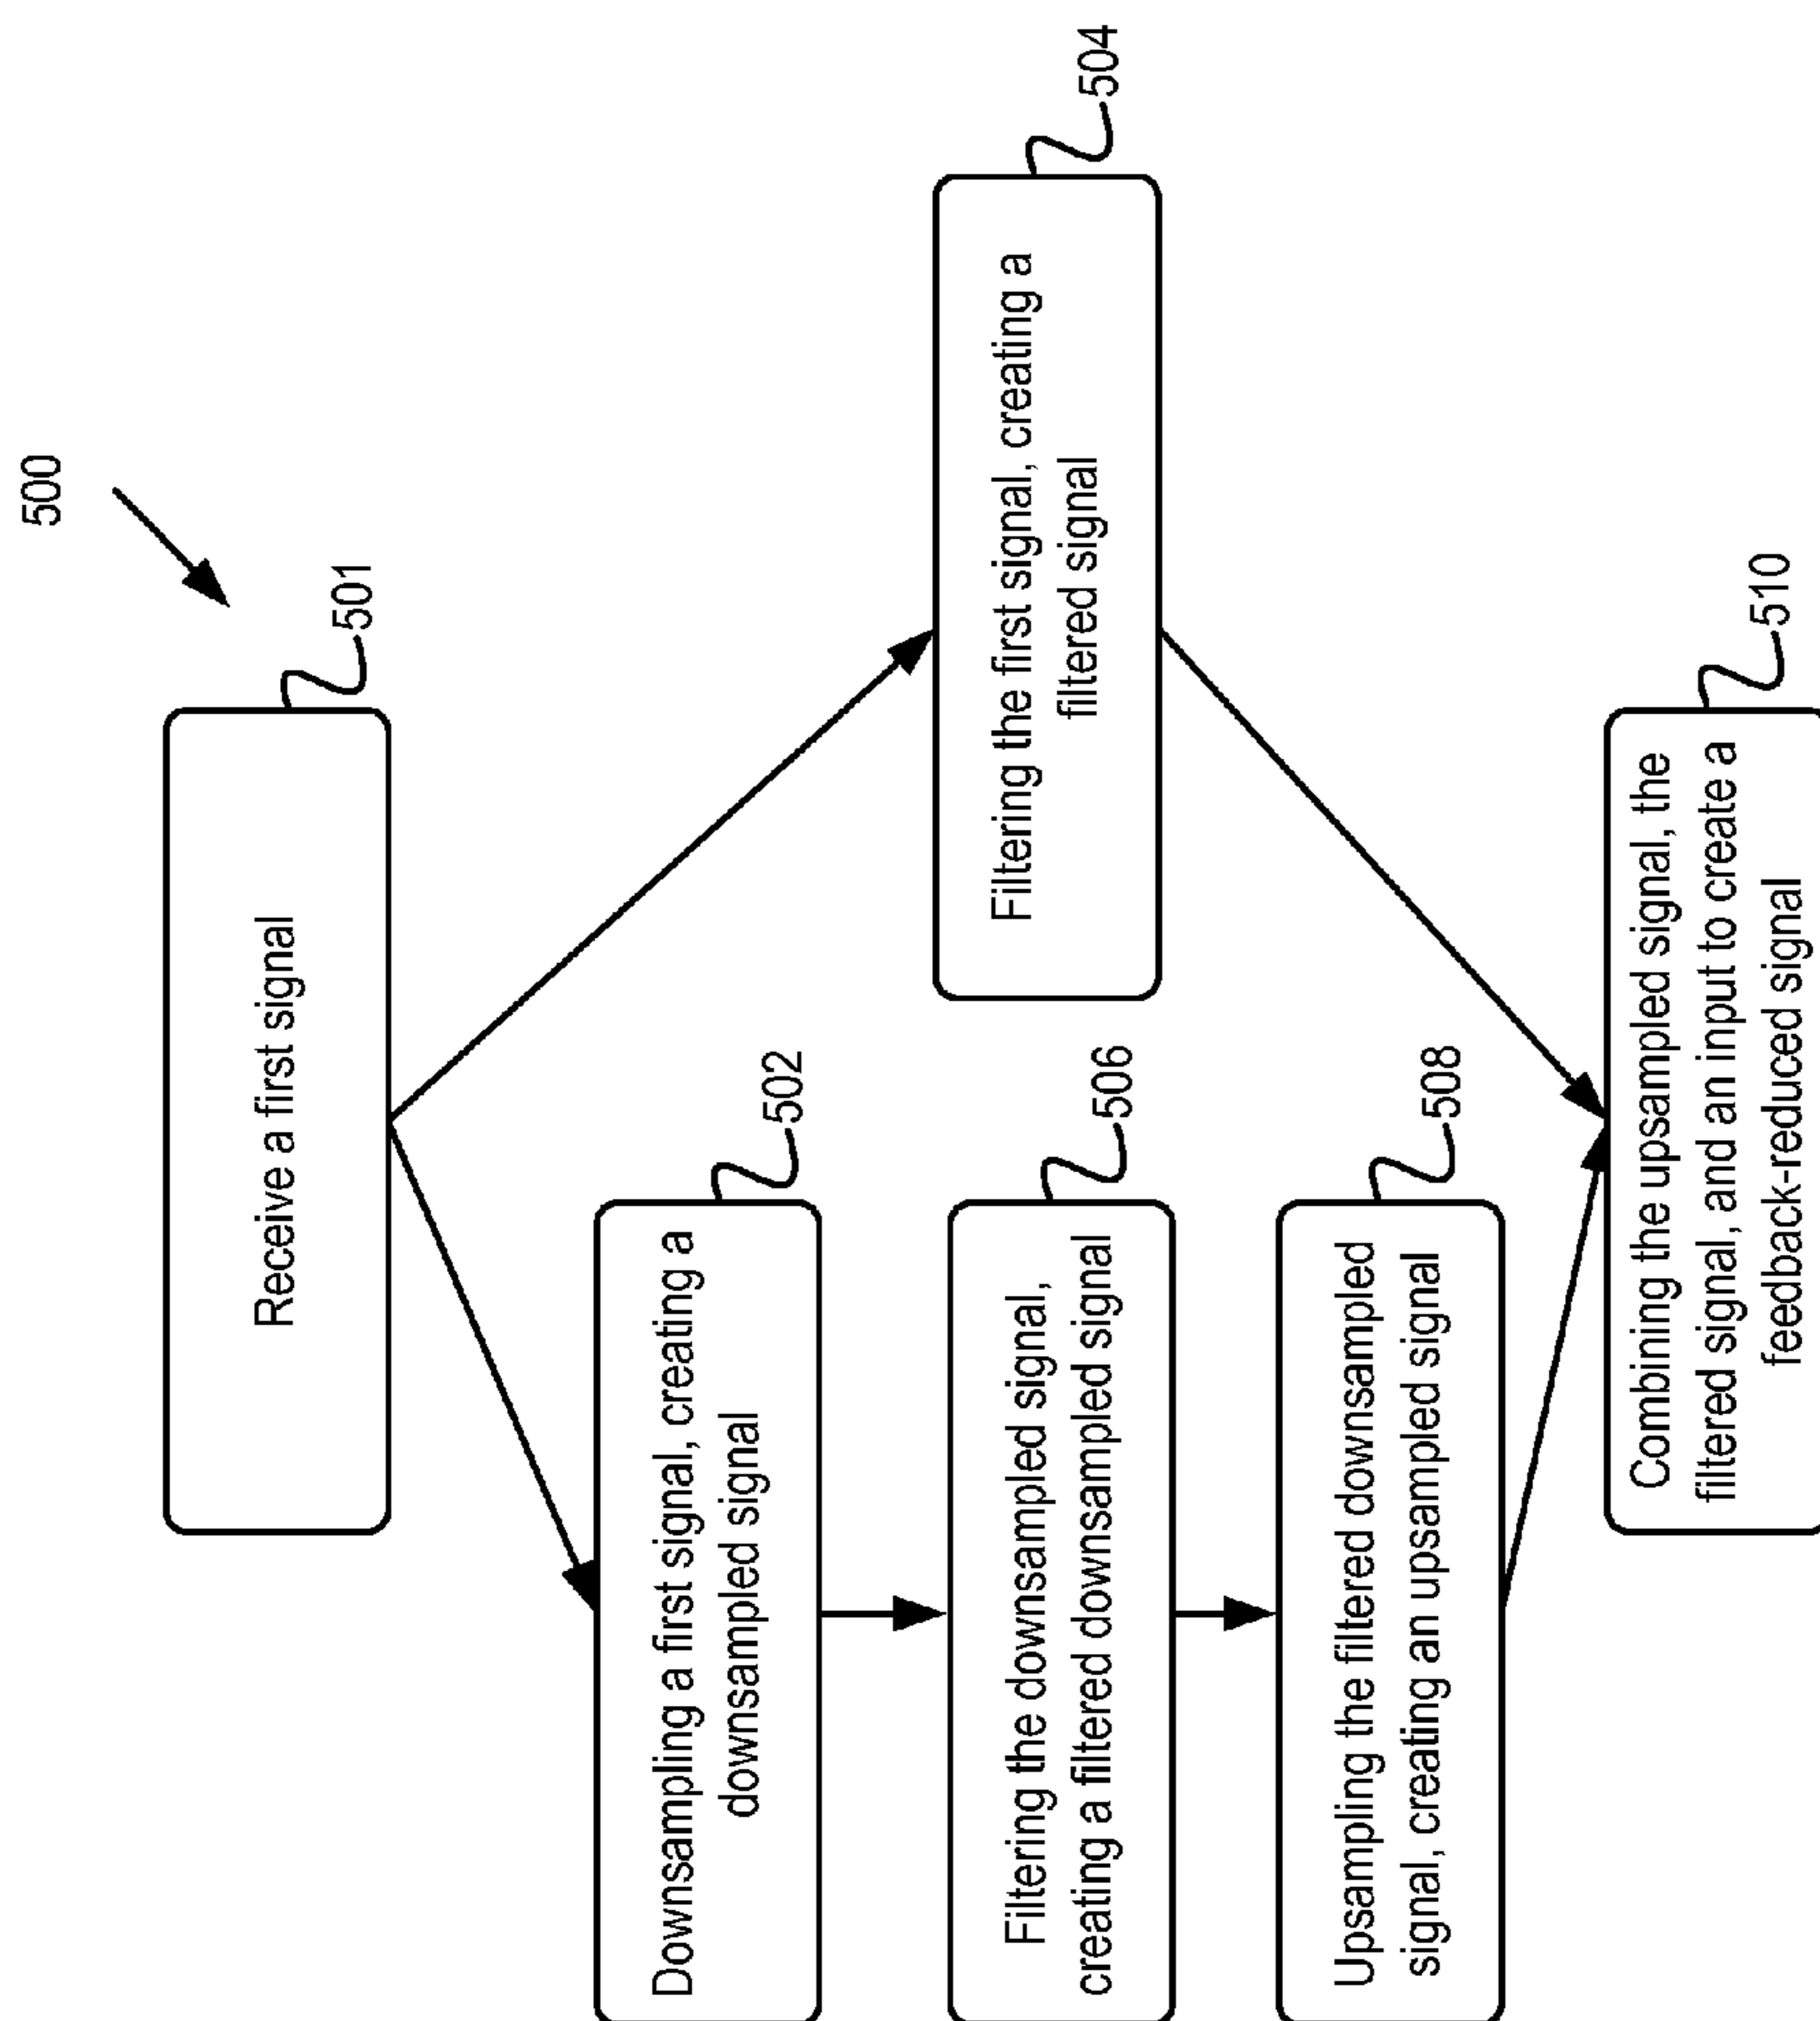 500
Receive a first signal
501
Downsampling a first signal, creating a
downsampled signal
502
Filtering the first signal, creating a
filtered signal
504
Filtering the downsampled signal,
creating a filtered downsampled signal
506
Upsampling the filtered downsampled
signal, creating an upsampled signal
508
Combining the upsampled signal, the
filtered signal, and an input to create a
feedback-reduced signal
510